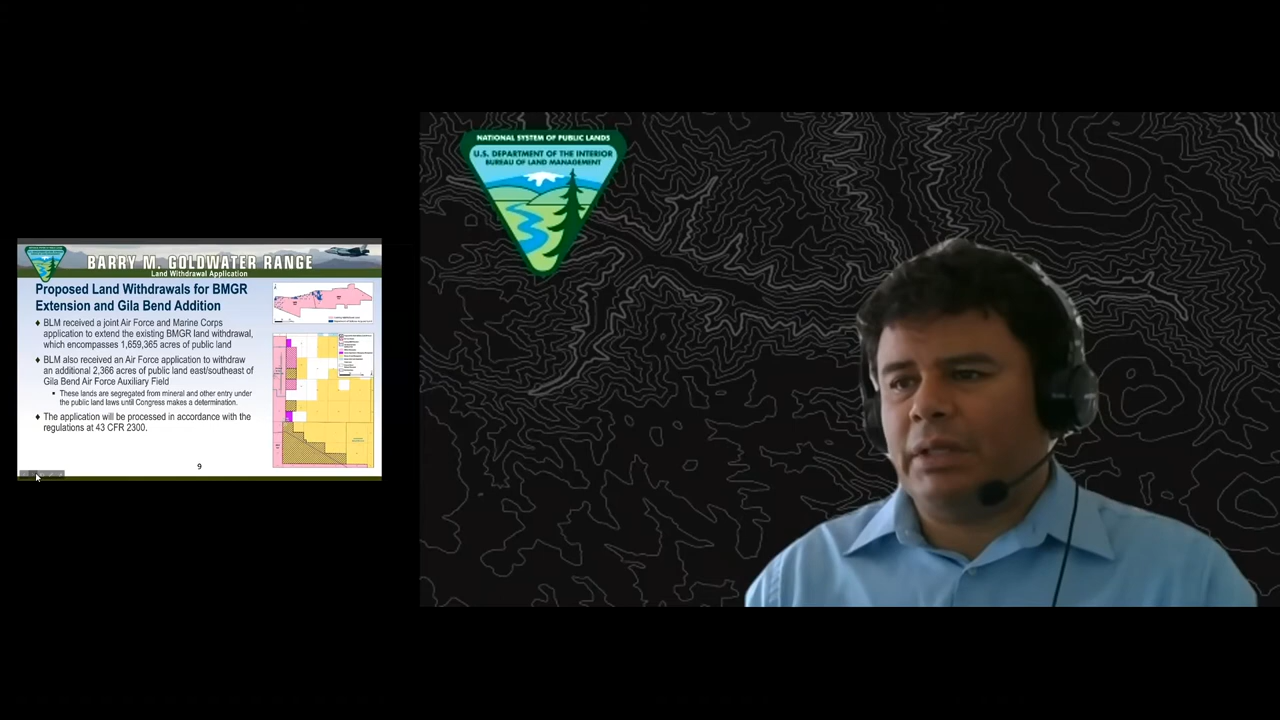 BARRY M. GOLDWATER RANGE
Land Withdrawal Application
Proposed Land Withdrawals for BMGR
Extension and Gila Bend Addition
BLM received a joint Air Force and Marine Corps
application to extend the existing BMGR land withdrawal,
which encompasses 1,659,365 acres of public land
BLM also received an Air Force application to withdraw
an additional 2,366 acres of public land east/southeast of
Gila Bend Air Force Auxiliary Field
These lands are segregated from mineral and other entry under
the public land laws until Congress makes a determination.
The application will be processed in accordance with the
regulations at 43 CFR 2300.
9
NATIONAL SYSTEM OF PUBLIC LANDS
U.S. DEPARTMENT OF THE INTERIOR
BUREAU OF LAND MANAGEMENT